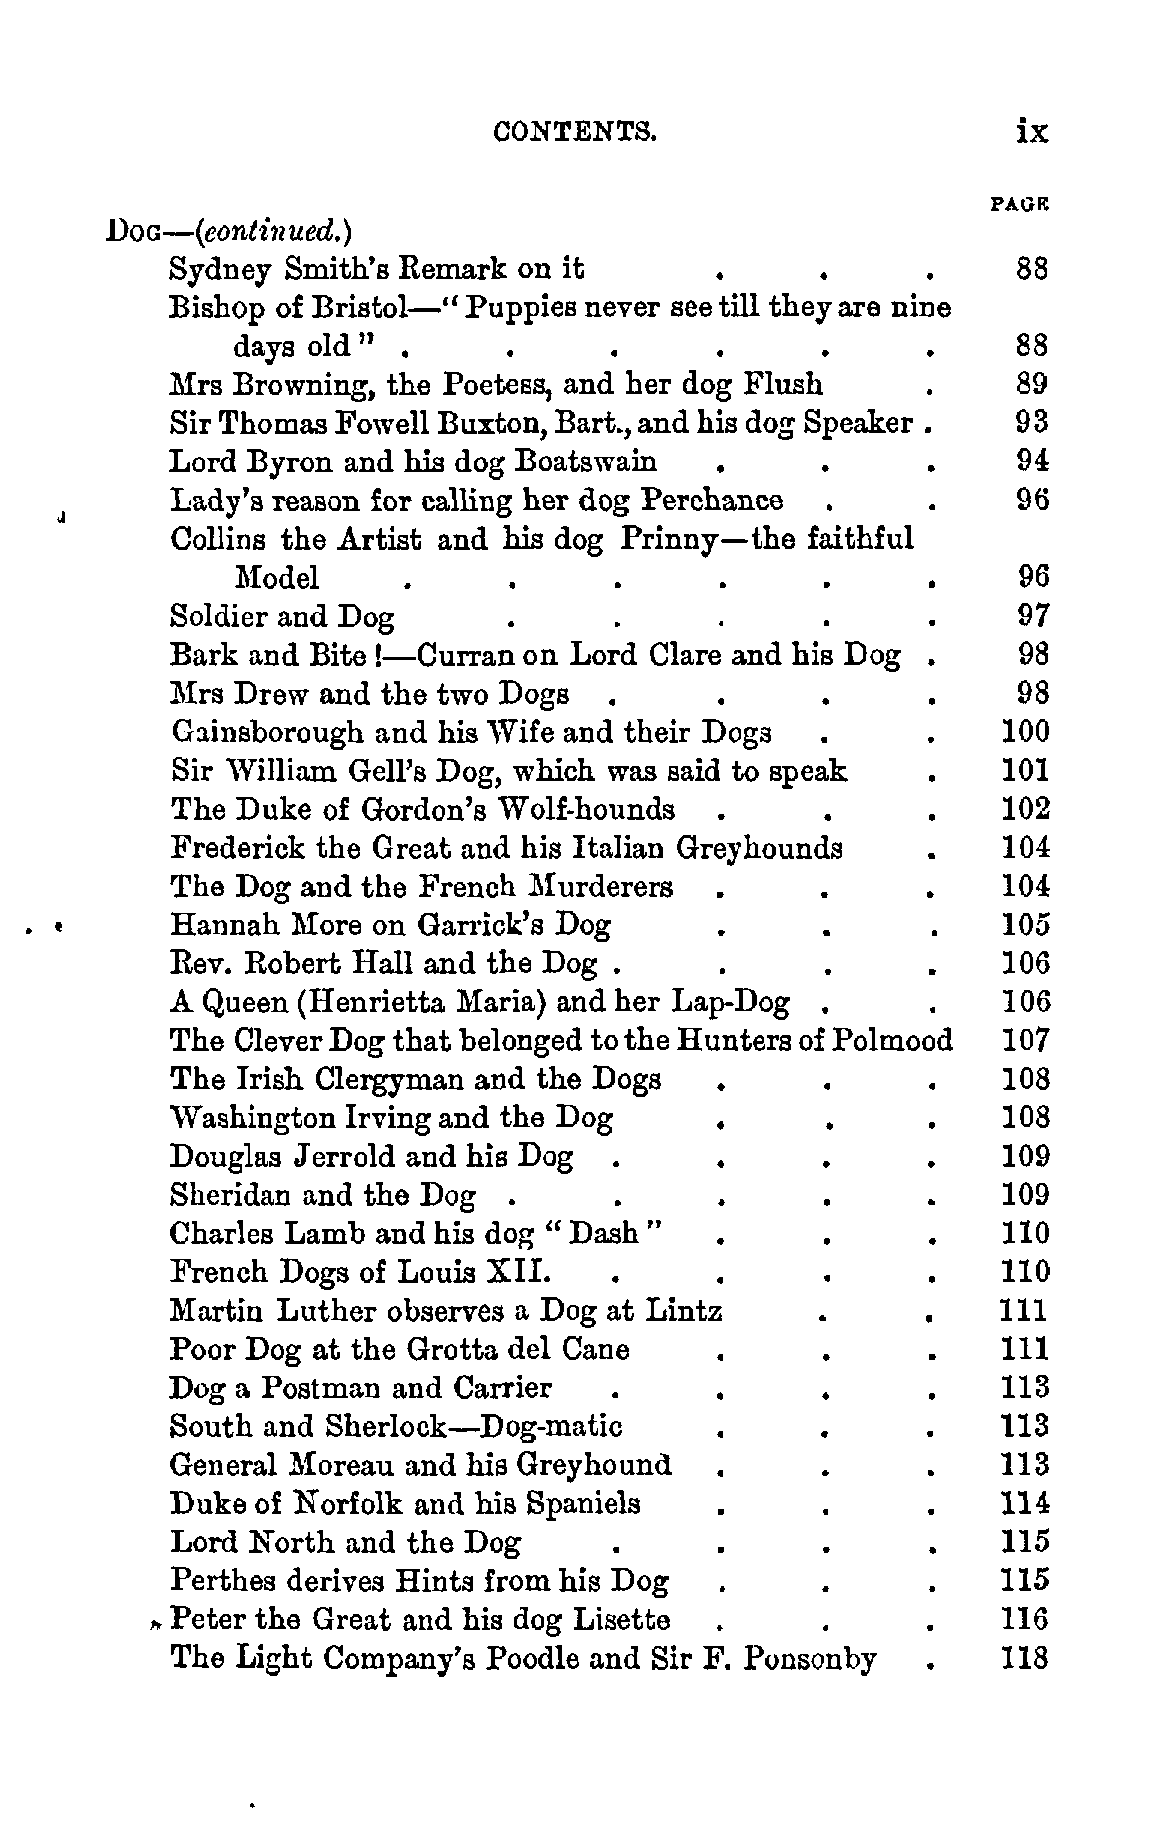 CONTENTS. ix
PAGE
DOG—(continued.)
Sydney Smith's Remark on it . . . 88
Bishop of Bristol—"Puppies never see till they are nine
days old" . . . . . . 88
Mrs Browning, the Poetess, and her dog Flush . 89
Sir Thomas Fowell Buxton, Bart., and his dog Speaker . 93
Lord Byron and his dog Boatswain . . . 94
Lady's reason for calling her dog Perchance . . 96
Collins the Artist and his dog Prinny—the faithful
Model . . . . . . 96
Soldier and Dog . . . . . 97
Bark and Bite!—Curran on Lord Clare and his Dog . 98
Mrs Drew and the two Dogs . . . . 98
Gainsborough and his Wife and their Dogs . . 100
Sir William Gell's Dog, which was said to speak . 101
The Duke of Gordon's Wolf-hounds . . . 102
Frederick the Great and his Italian Greyhounds . 104
The Dog and the French Murderers . . . 104
Hannah More on Garrick's Dog . . . 105
Rev. Robert Hall and the Dog . . . . 106
A Queen (Henrietta Maria) and her Lap-Dog . . 106
The Clever Dog that belonged to the Hunters of Polmood 107
The Irish Clergyman and the Dogs . . . 108
Washington Irving and the Dog . . . 108
Douglas Jerrold and his Dog . . . . 109
Sheridan and the Dog . . . . . 109
Charles Lamb and his dog "Dash" . . . 110
French Dogs of Louis XII. . . . . 110
Martin Luther observes a Dog at Lintz . . 111
Poor Dog at the Grotta del Cane . . . 111
Dog a Postman and Carrier . . . . 113
South and Sherlock—Dog-matic . . . 113
General Moreau and his Greyhound . . . 113
Duke of Norfolk and his Spaniels . . . 114
Lord North and the Dog . . . . 115
Perthes derives Hints from his Dog . . . 115
Peter the Great and his dog Lisette . . . 116
The Light Company's Poodle and Sir F. Ponsonby . 118